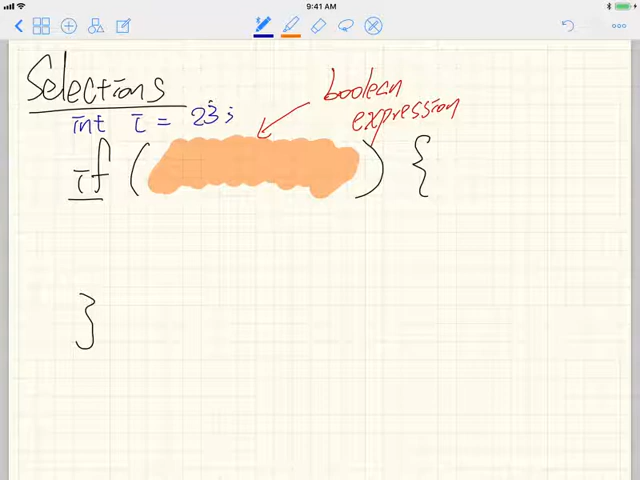 9:41 AM
Selections
boolean
expression
int i = 23;
if ( ) {
}